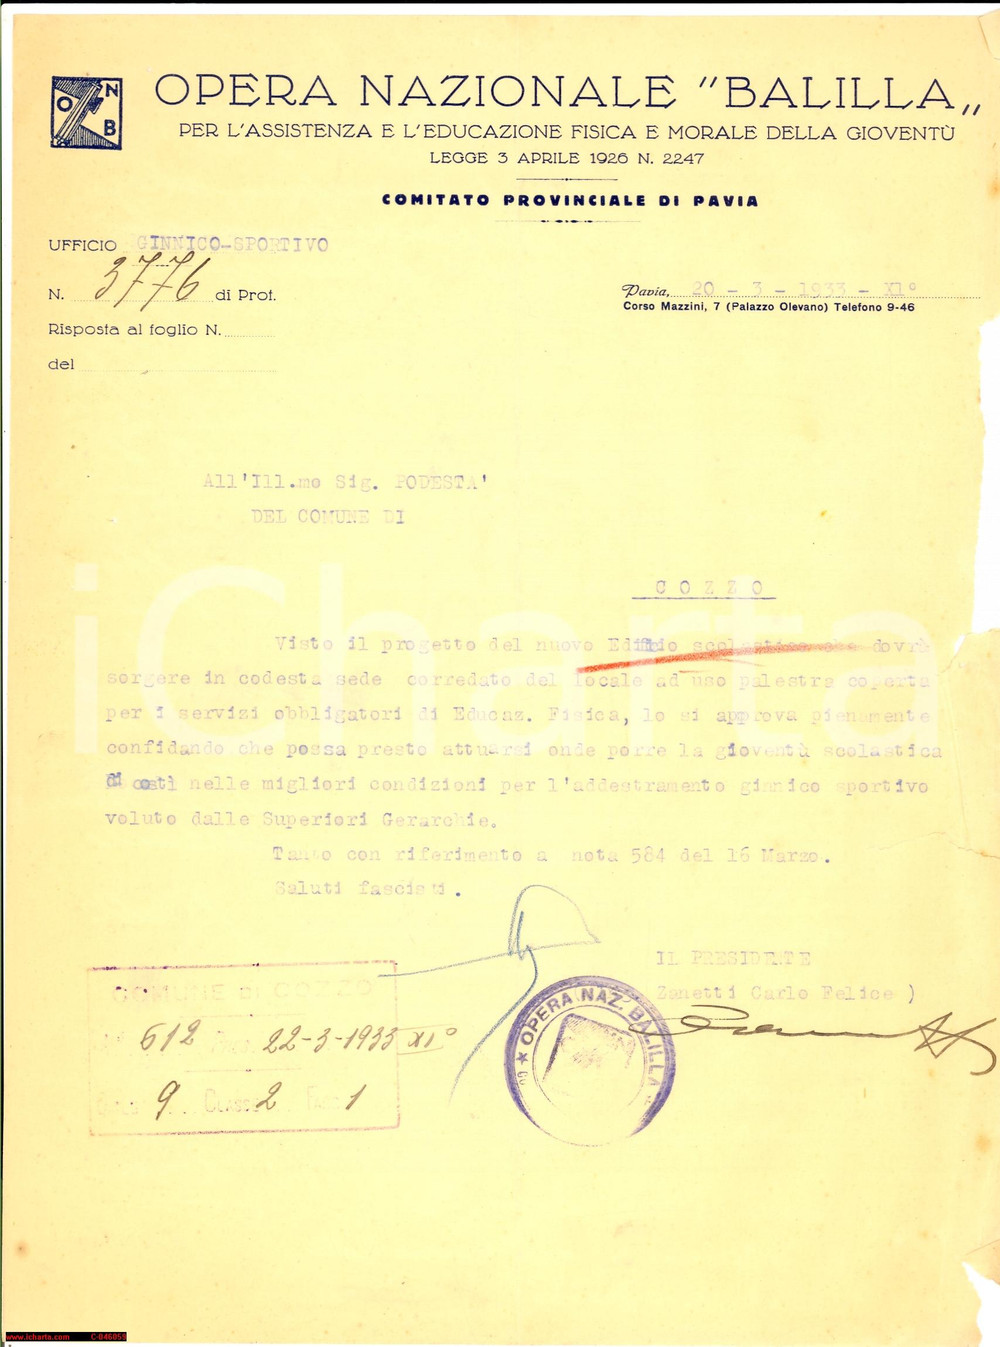 O N B
OPERA NAZIONALE "BALILLA„
PER L'ASSISTENZA E L'EDUCAZIONE FISICA E MORALE DELLA GIOVENTÙ
LEGGE 3 APRILE 1926 N. 2247
COMITATO PROVINCIALE DI PAVIA
UFFICIO GINNICO-SPORTIVO
N. 3776 di Prot.
Pavia, 20 - 3 - 1933 - XI°
Corso Mazzini, 7 (Palazzo Olevano) Telefono 9-46
Risposta al foglio N.
del
All'Ill.mo Sig. PODESTA'
DEL COMUNE DI
COZZO
iCharta
Visto il progetto del nuovo Edificio scolastico che dovrà
sorgere in codesta sede corredato del locale ad uso palestra coperta
per i servizi obbligatori di Educaz. Fisica, lo si approva pienamente
confidando che possa presto attuarsi onde porre la gioventù scolastica
di costì nelle migliori condizioni per l'addestramento ginnico sportivo
voluto dalle Superiori Gerarchie.
Tanto con riferimento a nota 584 del 16 Marzo.
Saluti fascisti.
IL PRESIDENTE
Zanetti Carlo Felice )
COMUNE di COZZO
612 22-3-1933 XI°
9 CLASSE 2 FASC. 1
OPERA NAZ. BALILLA
www.icharta.com C-046059